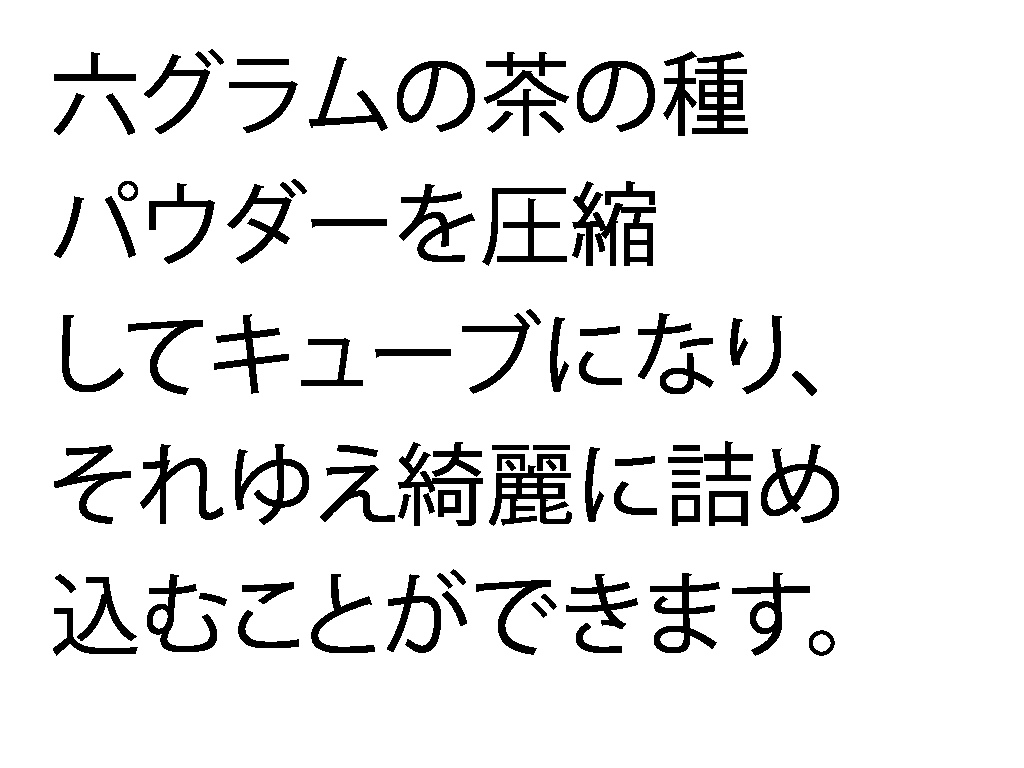 六グラムの茶の種
パウダーを圧縮
してキューブになり、
それゆえ綺麗に詰め
込むことができます。